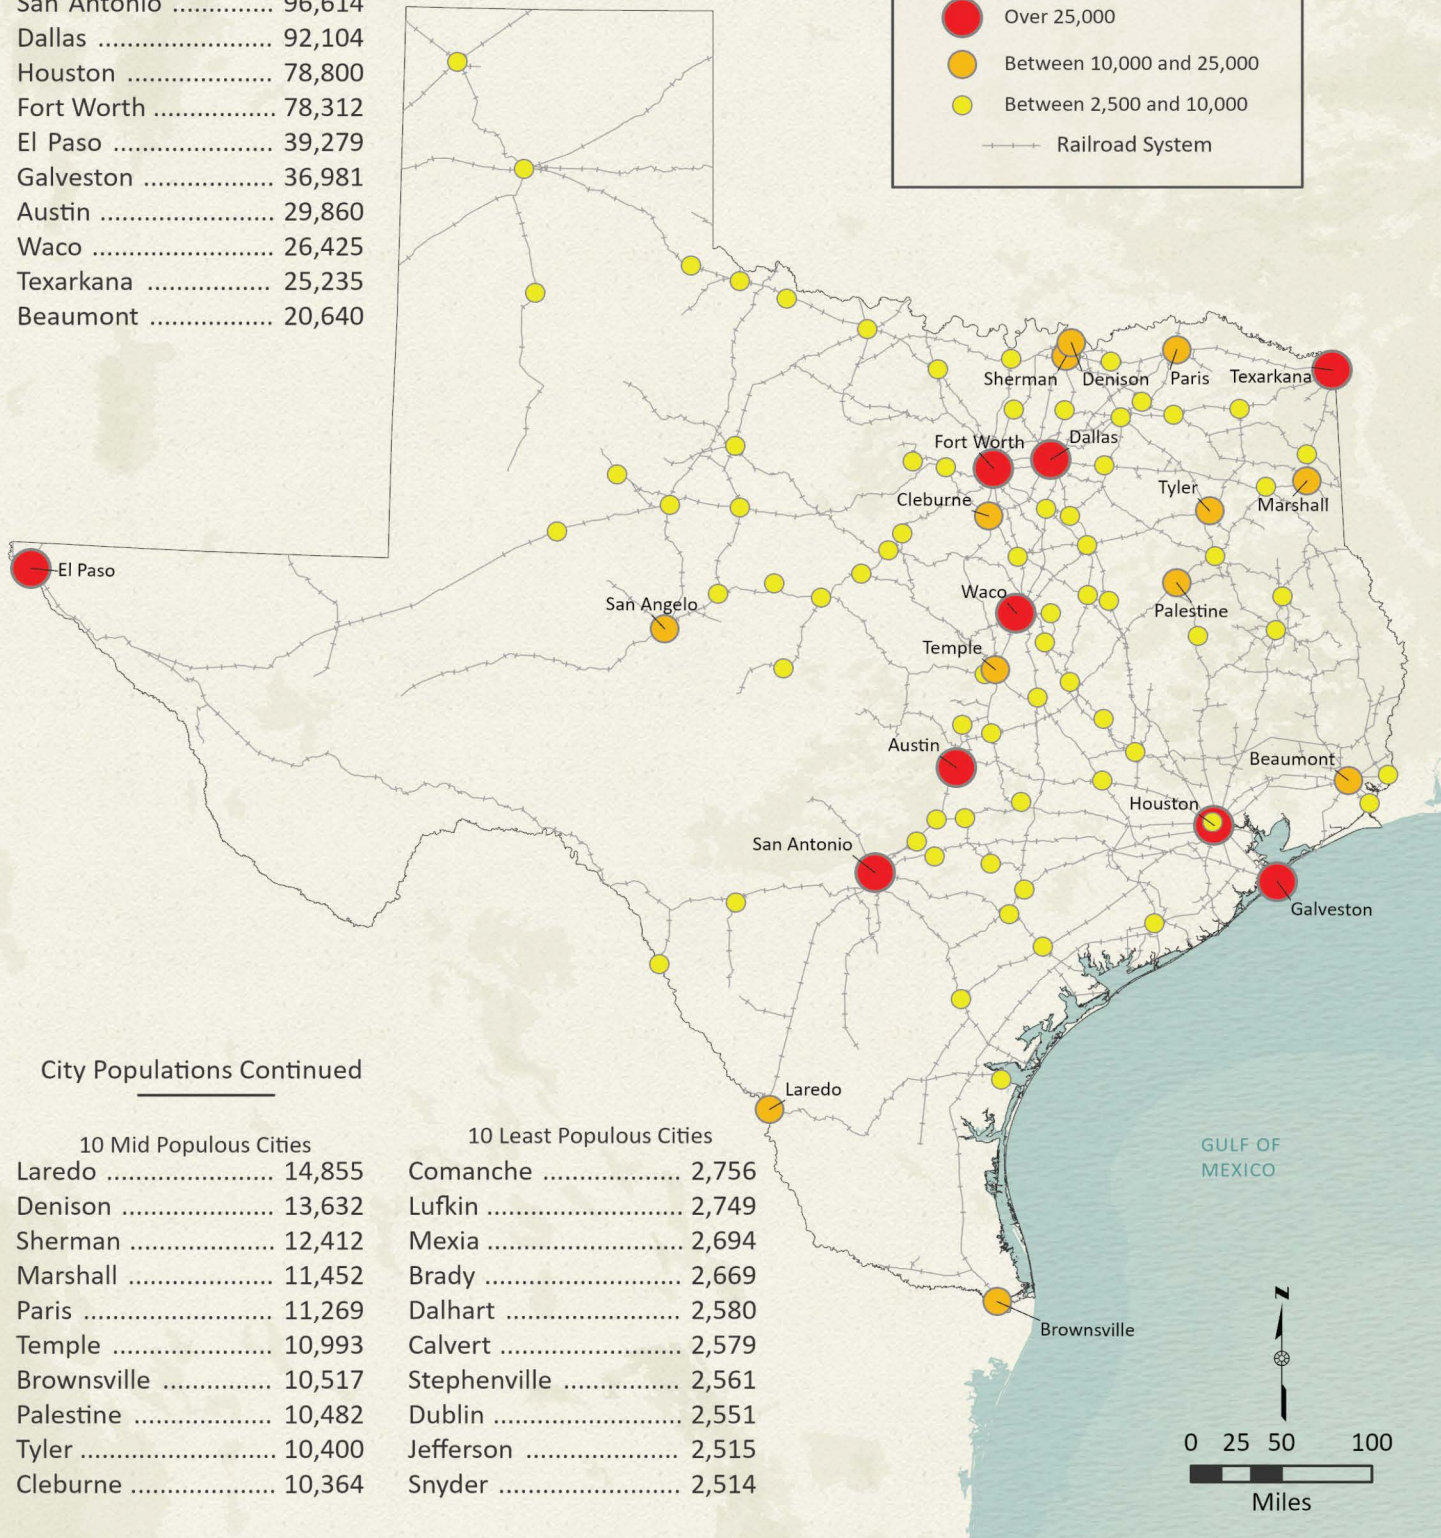 San Antonio .............. 96,614
Dallas ........................ 92,104
Houston .................... 78,800
Fort Worth ................. 78,312
El Paso ...................... 39,279
Galveston .................. 36,981
Austin ........................ 29,860
Waco ......................... 26,425
Texarkana ................. 25,235
Beaumont ................. 20,640
Over 25,000
Between 10,000 and 25,000
Between 2,500 and 10,000
Railroad System
Sherman
Denison
Paris
Texarkana
Fort Worth
Dallas
Cleburne
Tyler
Marshall
El Paso
San Angelo
Waco
Palestine
Temple
Austin
Beaumont
Houston
San Antonio
Galveston
Laredo
Brownsville
GULF OF
MEXICO
City Populations Continued
10 Mid Populous Cities
Laredo ....................... 14,855
Denison ..................... 13,632
Sherman .................... 12,412
Marshall .................... 11,452
Paris .......................... 11,269
Temple ...................... 10,993
Brownsville ............... 10,517
Palestine ................... 10,482
Tyler .......................... 10,400
Cleburne .................... 10,364
10 Least Populous Cities
Comanche ................... 2,756
Lufkin ........................... 2,749
Mexia ........................... 2,694
Brady ........................... 2,669
Dalhart ........................ 2,580
Calvert ......................... 2,579
Stephenville ................ 2,561
Dublin .......................... 2,551
Jefferson ..................... 2,515
Snyder ......................... 2,514
N
0 25 50 100
Miles